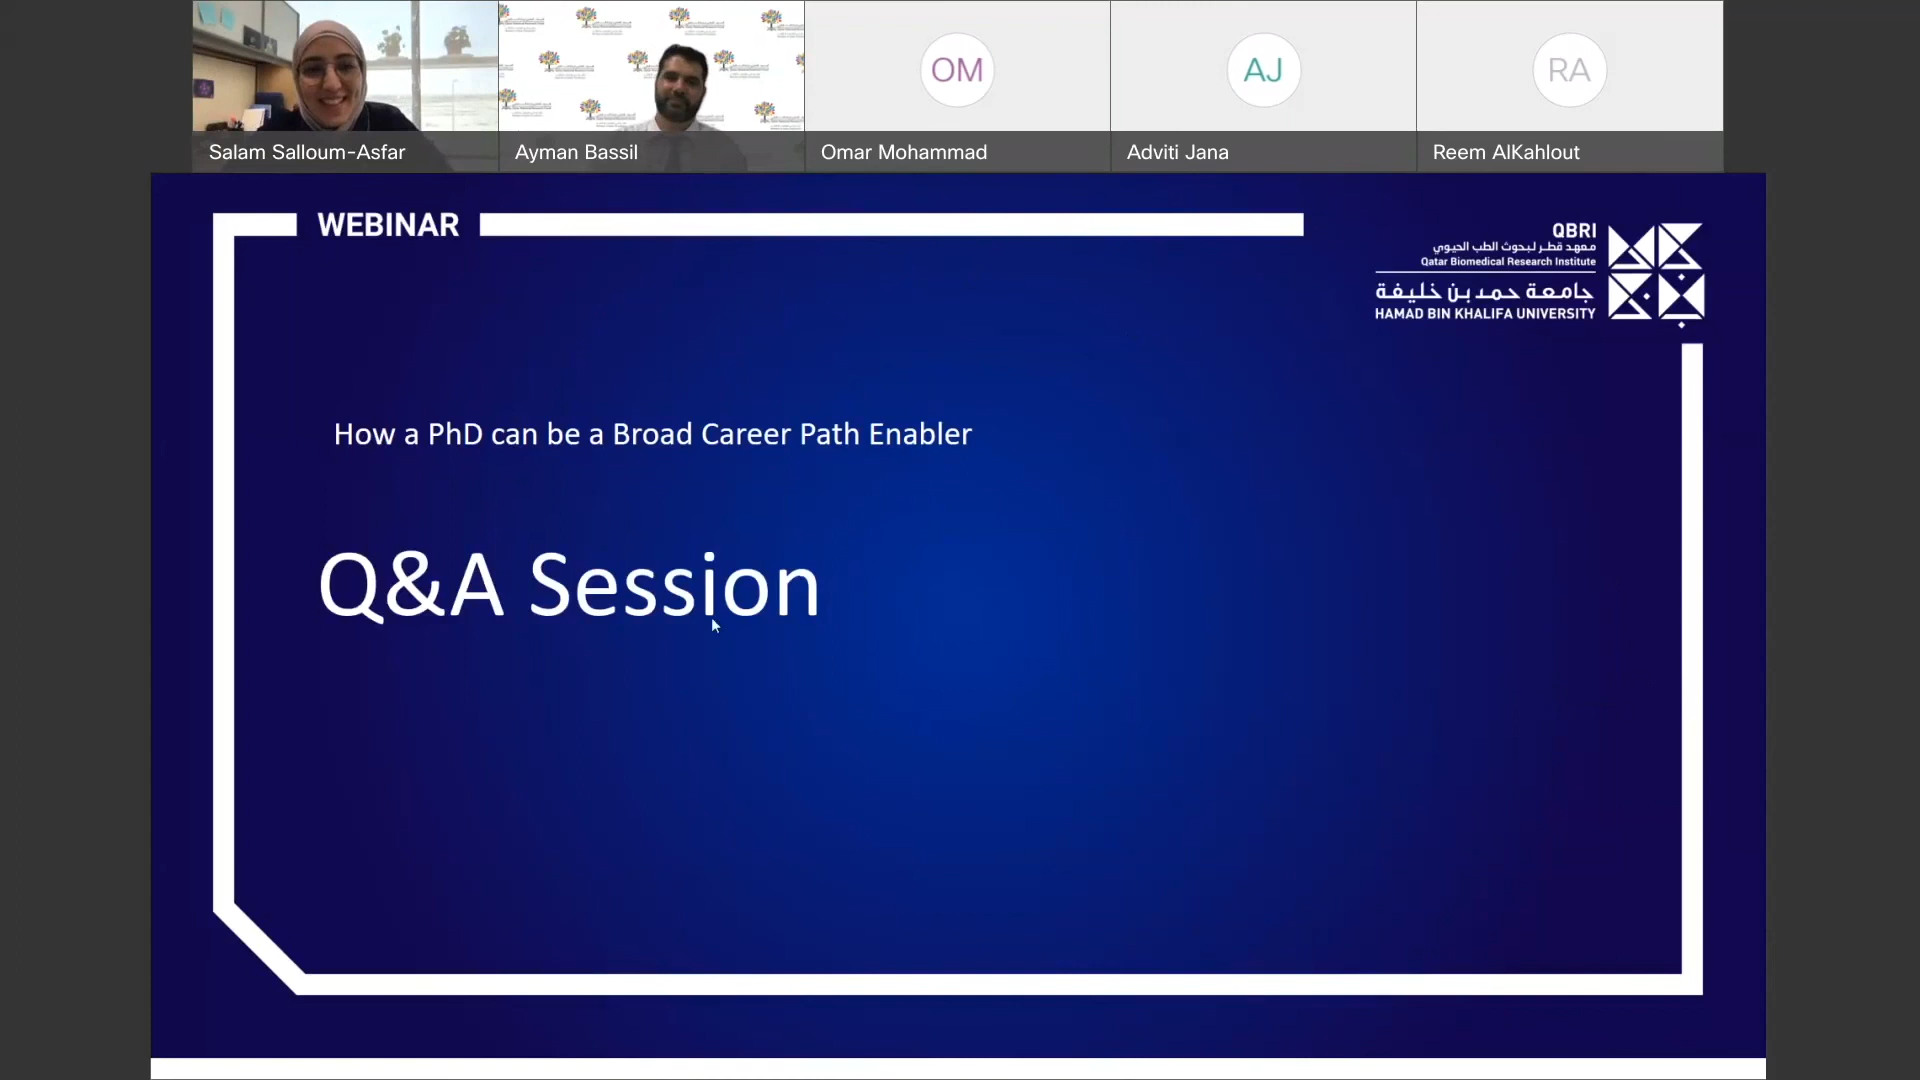 Salam Salloum-Asfar
Ayman Bassil
OM
Omar Mohammad
AJ
Adviti Jana
RA
Reem AlKahlout
WEBINAR
QBRI
معهد قطر لبحوث الطب الحيوي
Qatar Biomedical Research Institute
جامعة حمد بن خليفة
HAMAD BIN KHALIFA UNIVERSITY
How a PhD can be a Broad Career Path Enabler
Q&A Session